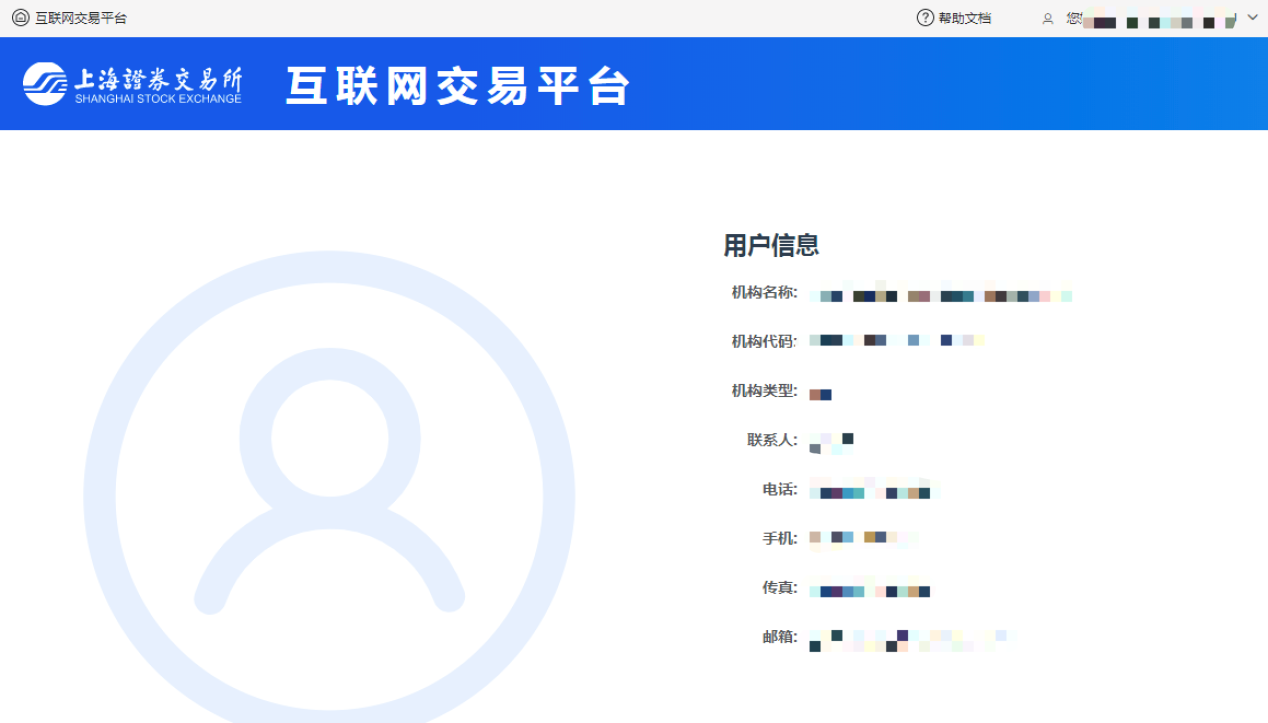 互联网交易平台
帮助文档
您
上海證券交易所
SHANGHAI STOCK EXCHANGE
互联网交易平台
用户信息
机构名称:
机构代码:
机构类型:
联系人:
电话:
手机:
传真:
邮箱: